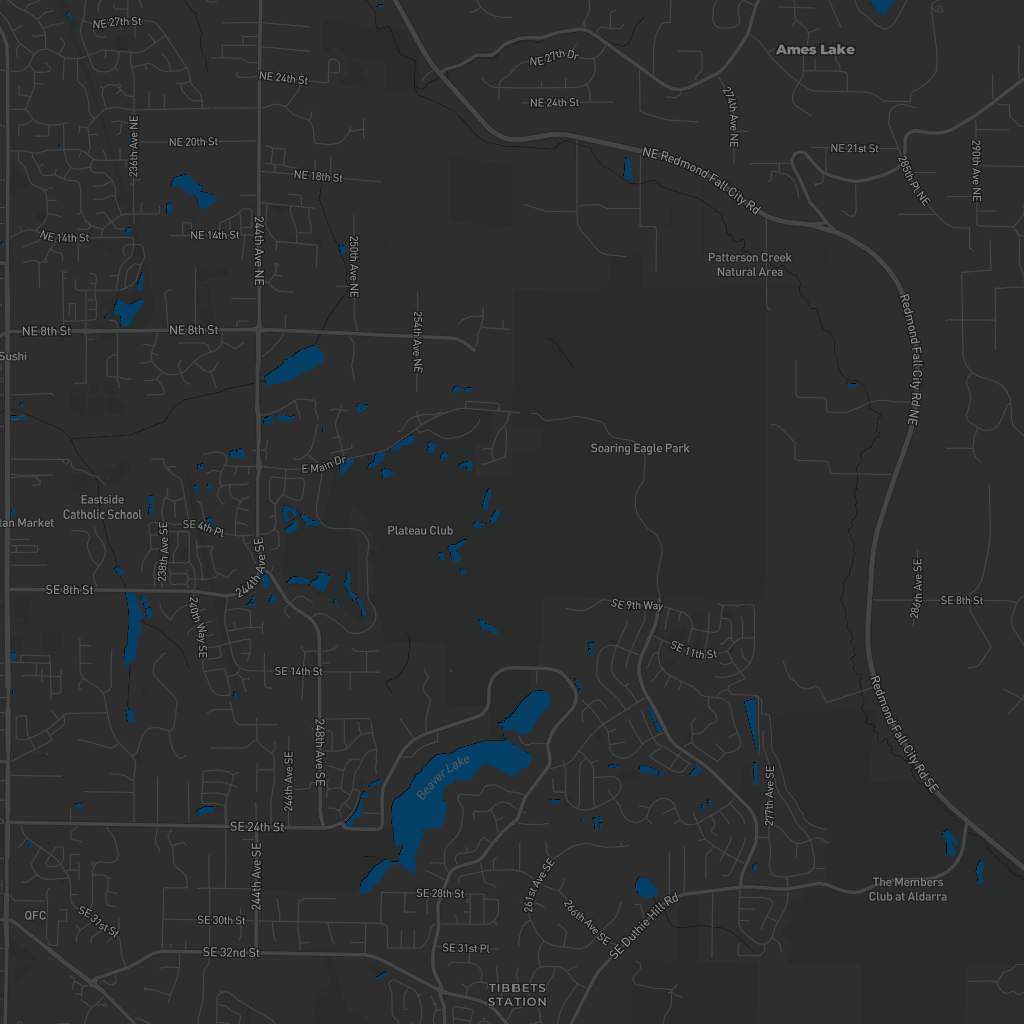 NE 27th St
Ames Lake
NE 27th Dr
NE 24th St
NE 24th St
274th Ave NE
NE 20th St
236th Ave NE
NE 21st St
290th Ave NE
285th Pl NE
NE Redmond Fall City Rd
NE 18th St
NE 14th St
NE 14th St
244th Ave NE
250th Ave NE
Patterson Creek
Natural Area
NE 8th St
NE 8th St
254th Ave NE
Redmond Fall City Rd NE
Sushi
Soaring Eagle Park
E Main Dr
Eastside
Catholic School
tan Market
SE 4th Pl
Plateau Club
238th Ave SE
244th Ave SE
286th Ave SE
SE 8th St
SE 8th St
SE 9th Way
240th Way SE
SE 11th St
SE 14th St
Redmond Fall City Rd SE
248th Ave SE
246th Ave SE
Beaver Lake
277th Ave SE
SE 24th St
244th Ave SE
SE 28th St
261st Ave SE
The Members
Club at Aldarra
QFC
SE 31st St
SE 30th St
266th Ave SE
SE Duthie Hill Rd
SE 32nd St
SE 31st Pl
TIBBETS
STATION